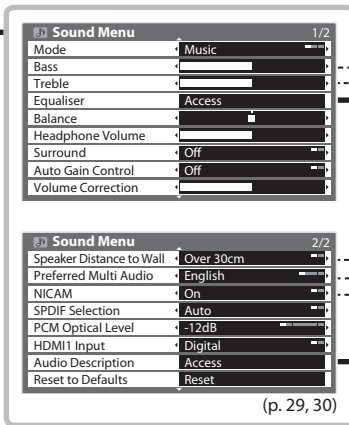 Sound Menu 1/2
Mode Music
Bass
Treble
Equaliser Access
Balance
Headphone Volume
Surround Off
Auto Gain Control Off
Volume Correction
Sound Menu 2/2
Speaker Distance to Wall Over 30cm
Preferred Multi Audio English
NICAM On
SPDIF Selection Auto
PCM Optical Level -12dB
HDMI1 Input Digital
Audio Description Access
Reset to Defaults Reset
(p. 29, 30)